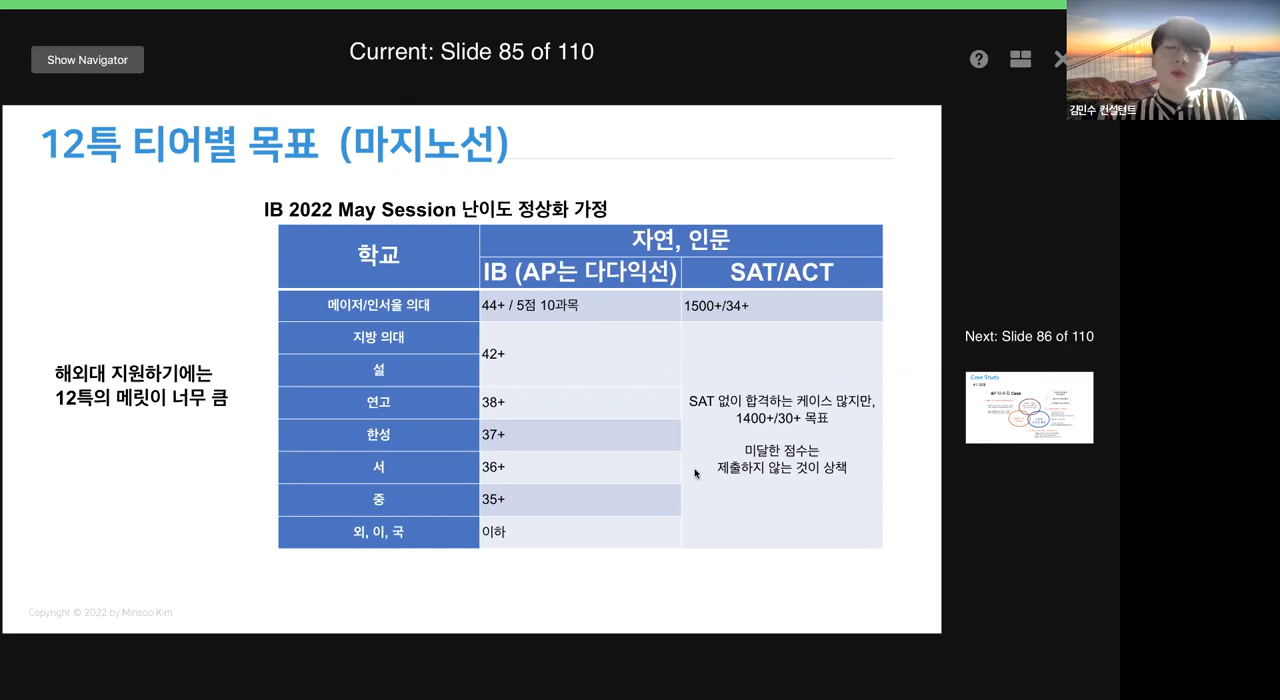 Show Navigator
Current: Slide 85 of 110
?
김민수 컨설턴트
12특 티어별 목표 (마지노선)
IB 2022 May Session 난이도 정상화 가정
학교
자연, 인문
IB (AP는 다다익선)
SAT/ACT
메이저/인서울 의대
44+ / 5점 10과목
1500+/34+
지방 의대
설
42+
연고
38+
한성
37+
서
36+
중
35+
외, 이, 국
이하
SAT 없이 합격하는 케이스 많지만,
1400+/30+ 목표
미달한 점수는
제출하지 않는 것이 상책
해외대 지원하기에는
12특의 메릿이 너무 큼
Copyright © 2022 by Minsoo Kim
Next: Slide 86 of 110
Case Study